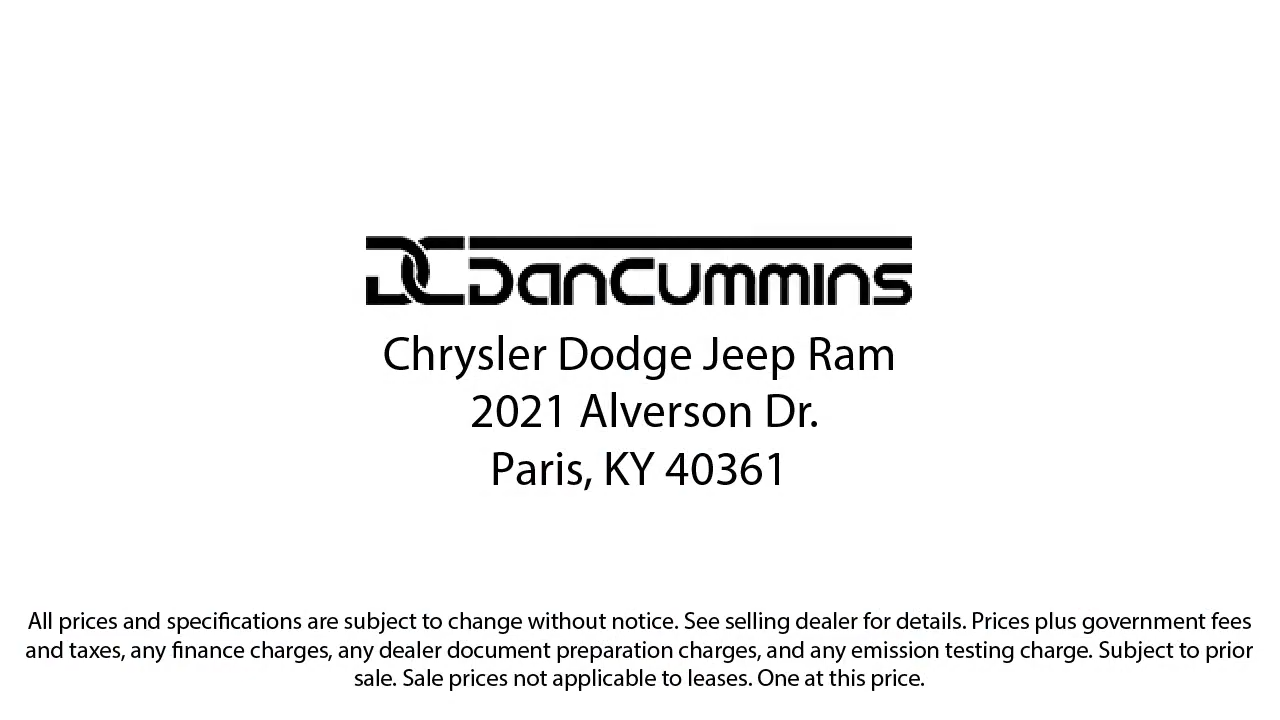 DC DanCummins
Chrysler Dodge Jeep Ram
2021 Alverson Dr.
Paris, KY 40361
All prices and specifications are subject to change without notice. See selling dealer for details. Prices plus government fees
and taxes, any finance charges, any dealer document preparation charges, and any emission testing charge. Subject to prior
sale. Sale prices not applicable to leases. One at this price.